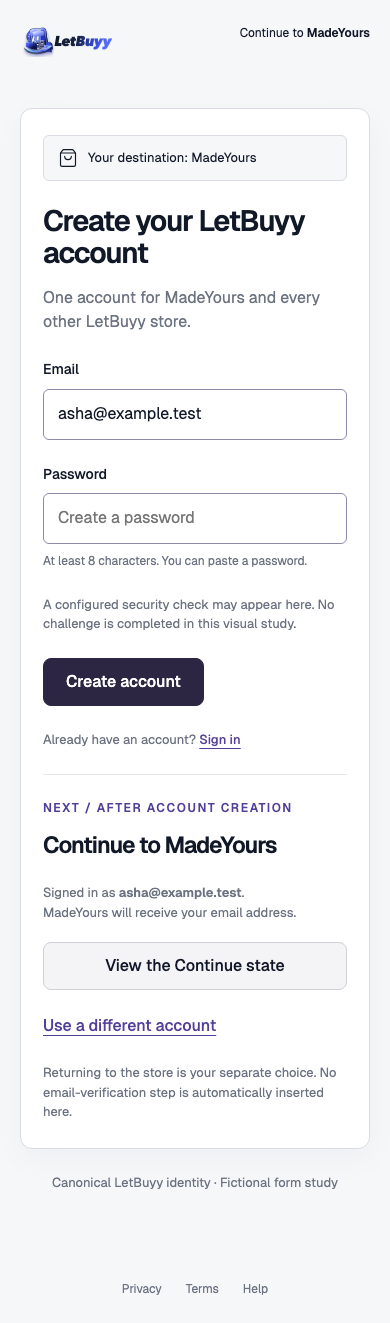 LetBuyy
Continue to MadeYours
Your destination: MadeYours
Create your LetBuyy
account
One account for MadeYours and every
other LetBuyy store.
Email
asha@example.test
Password
Create a password
At least 8 characters. You can paste a password.
A configured security check may appear here. No
challenge is completed in this visual study.
Create account
Already have an account? Sign in
NEXT / AFTER ACCOUNT CREATION
Continue to MadeYours
Signed in as asha@example.test.
MadeYours will receive your email address.
View the Continue state
Use a different account
Returning to the store is your separate choice. No
email-verification step is automatically inserted
here.
Canonical LetBuyy identity · Fictional form study
Privacy Terms Help